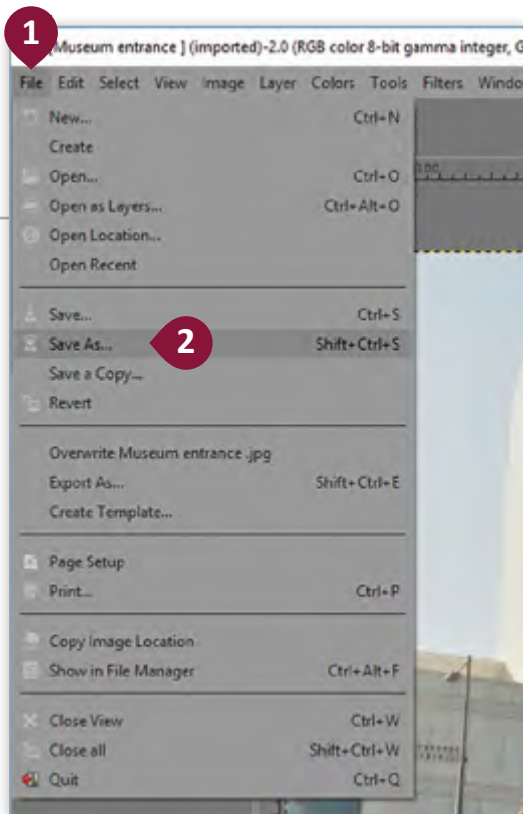 1
[Museum entrance ] (imported)-2.0 (RGB color 8-bit gamma integer, G
File Edit Select View Image Layer Colors Tools Filters Windo
New... Ctrl+N
Create
Open... Ctrl+O
Open as Layers... Ctrl+Alt+O
Open Location...
Open Recent
Save... Ctrl+S
Save As... 2 Shift+Ctrl+S
Save a Copy...
Revert
Overwrite Museum entrance .jpg
Export As... Shift+Ctrl+E
Create Template...
Page Setup
Print... Ctrl+P
Copy Image Location
Show in File Manager Ctrl+Alt+F
Close View Ctrl+W
Close all Shift+Ctrl+W
Quit Ctrl+Q